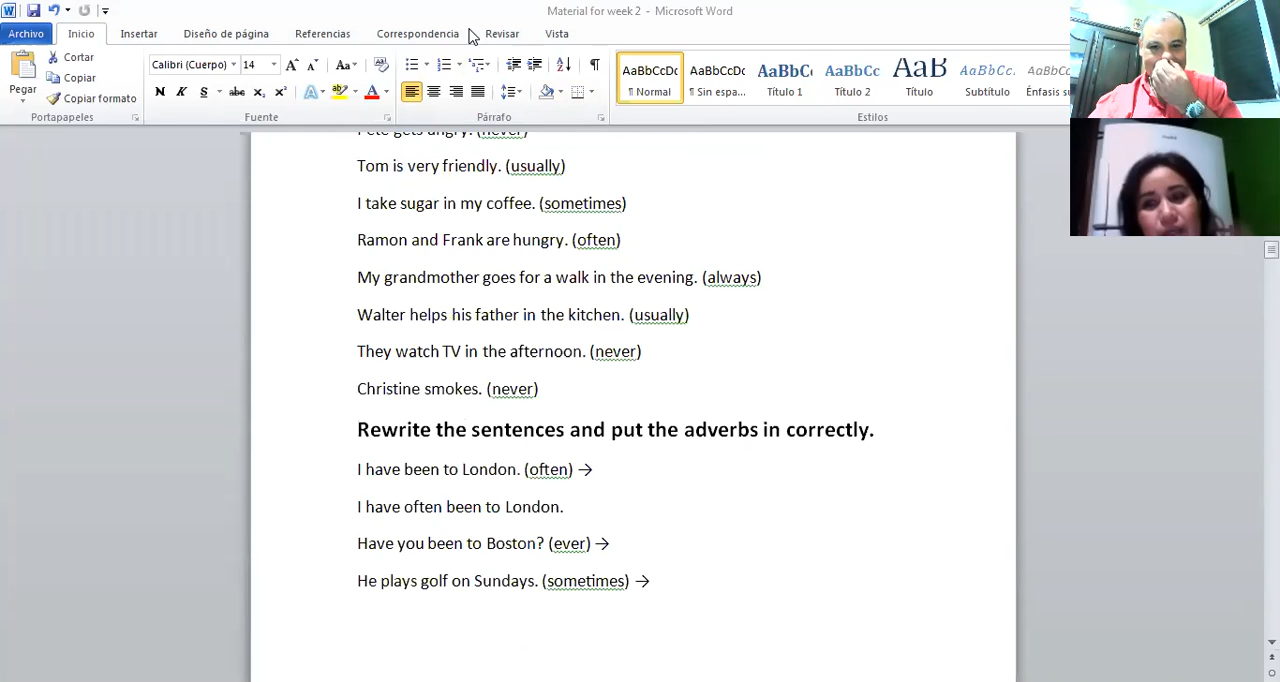 Material for week 2 - Microsoft Word
Archivo Inicio Insertar Diseño de página Referencias Correspondencia Revisar Vista
Pegar
Cortar
Copiar
Copiar formato
Portapapeles
Calibri (Cuerpo) 14
Fuente
Párrafo
AaBbCcDc ¶ Normal
AaBbCcDc ¶ Sin espa...
AaBbC Título 1
AaBbCc Título 2
AaB Título
AaBbCc Subtítulo
AaBbCc Énfasis
Estilos
Pete gets angry. (never)
Tom is very friendly. (usually)
I take sugar in my coffee. (sometimes)
Ramon and Frank are hungry. (often)
My grandmother goes for a walk in the evening. (always)
Walter helps his father in the kitchen. (usually)
They watch TV in the afternoon. (never)
Christine smokes. (never)
Rewrite the sentences and put the adverbs in correctly.
I have been to London. (often) →
I have often been to London.
Have you been to Boston? (ever) →
He plays golf on Sundays. (sometimes) →